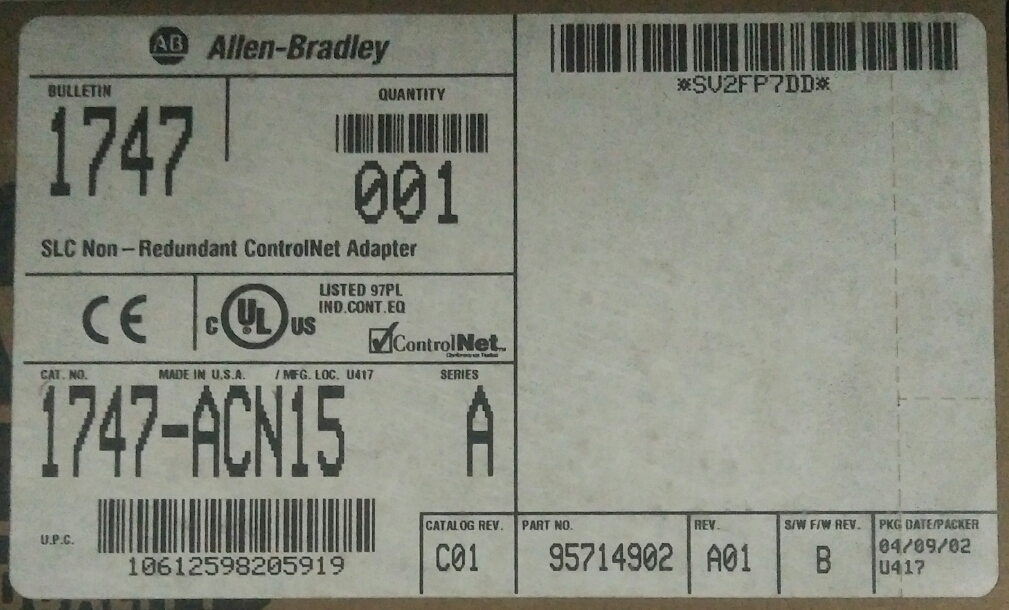 AB Allen-Bradley
BULLETIN
1747
QUANTITY
001
SLC Non-Redundant ControlNet Adapter
CE
C UL US
LISTED 97PL
IND.CONT.EQ
ControlNet
CAT. NO. MADE IN U.S.A. / MFG. LOC. U417 SERIES
1747-ACN15 A
U.P.C.
10612598205919
*SV2FP7DD*
CATALOG REV.
C01
PART NO.
95714902
REV.
A01
S/W F/W REV.
B
PKG DATE/PACKER
04/09/02
U417